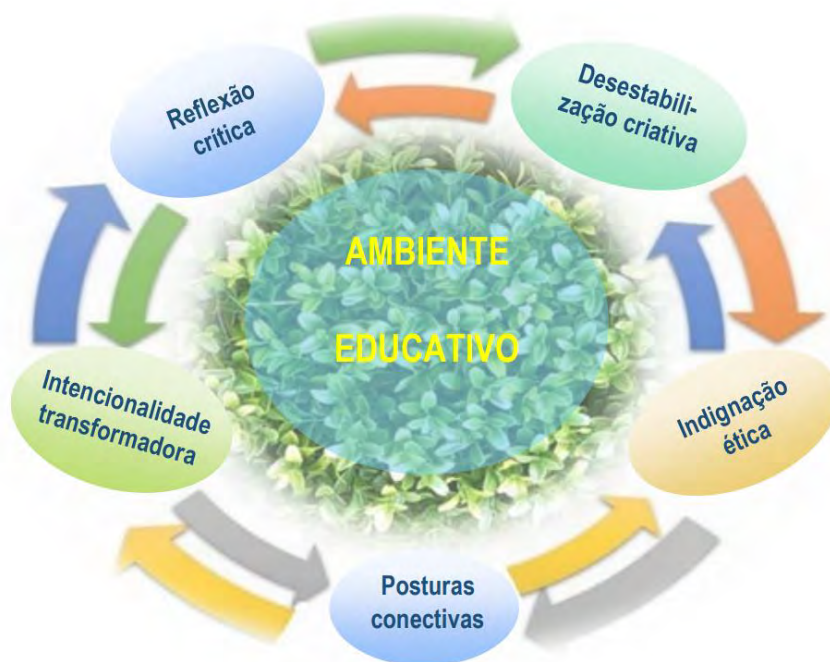 Reflexão
crítica
Desestabili-
zação criativa
AMBIENTE
EDUCATIVO
Intencionalidade
transformadora
Indignação
ética
Posturas
conectivas